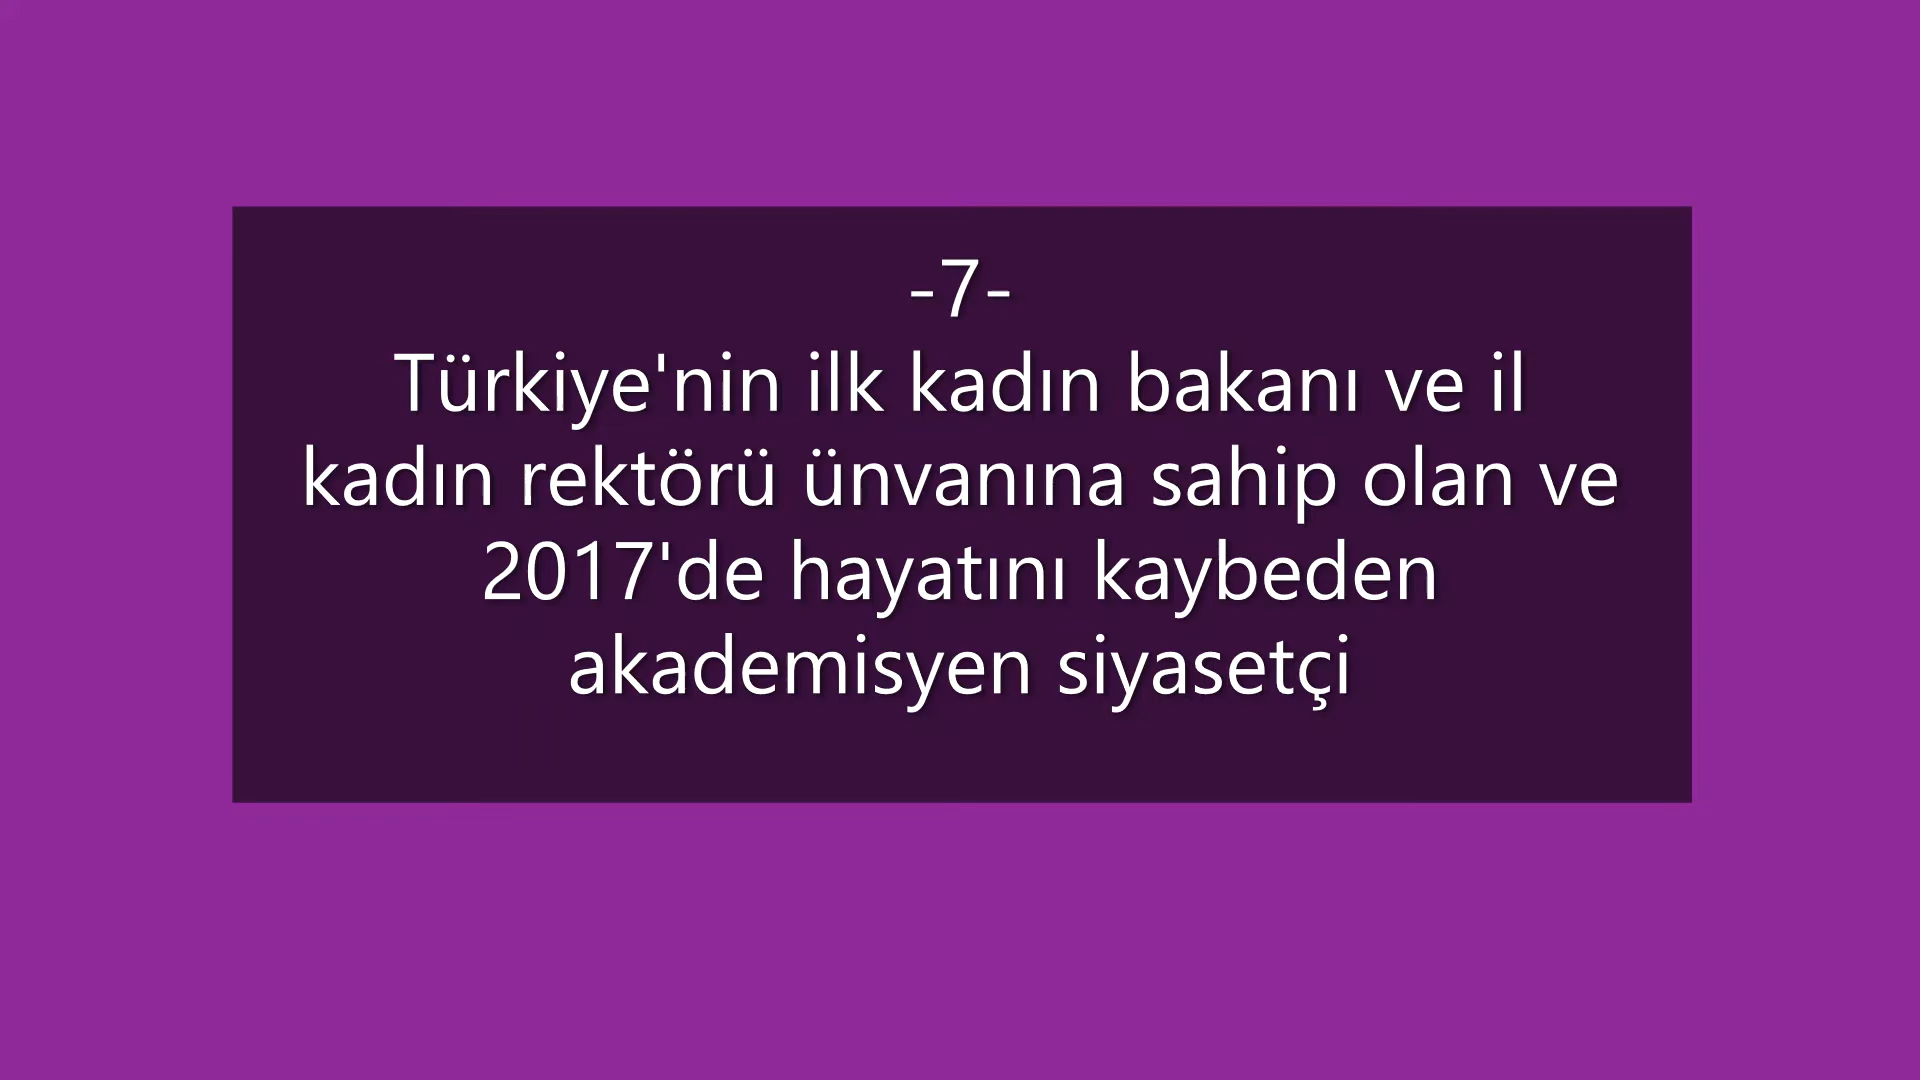 -7-
Türkiye'nin ilk kadın bakanı ve il
kadın rektörü ünvanına sahip olan ve
2017'de hayatını kaybeden
akademisyen siyasetçi